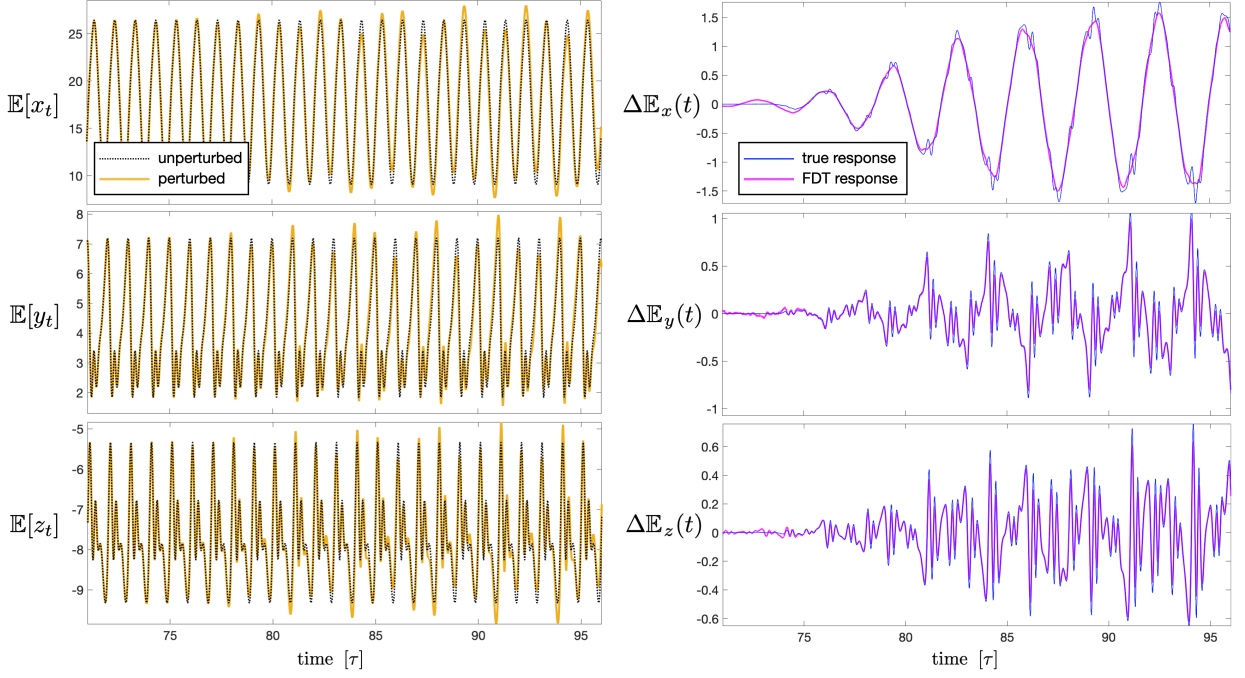 𝔼[x_t]
25
20
15
10
unperturbed
perturbed
𝔼[y_t]
8
7
6
5
4
3
2
𝔼[z_t]
-5
-6
-7
-8
-9
75 80 85 90 95
time [τ]
Δ𝔼_x(t)
1.5
1
0.5
0
-0.5
-1
-1.5
true response
FDT response
Δ𝔼_y(t)
1
0.5
0
-0.5
-1
Δ𝔼_z(t)
0.6
0.4
0.2
0
-0.2
-0.4
-0.6
75 80 85 90 95
time [τ]